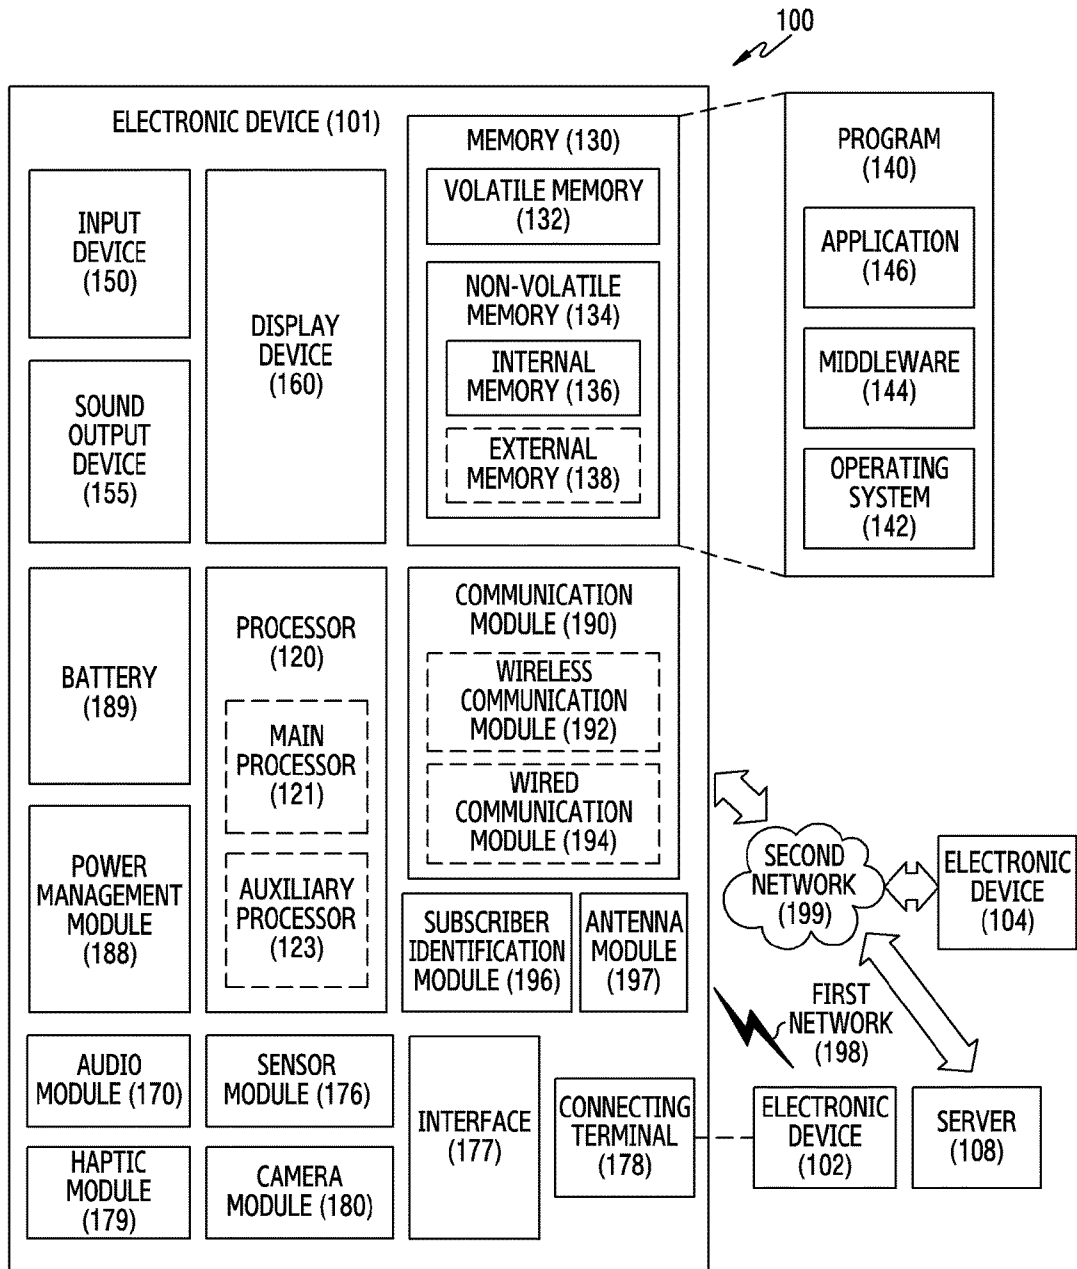 100
ELECTRONIC DEVICE (101)
INPUT
DEVICE
(150)
SOUND
OUTPUT
DEVICE
(155)
DISPLAY
DEVICE
(160)
MEMORY (130)
VOLATILE MEMORY
(132)
NON-VOLATILE
MEMORY (134)
INTERNAL
MEMORY (136)
EXTERNAL
MEMORY (138)
PROGRAM
(140)
APPLICATION
(146)
MIDDLEWARE
(144)
OPERATING
SYSTEM
(142)
BATTERY
(189)
POWER
MANAGEMENT
MODULE
(188)
PROCESSOR
(120)
MAIN
PROCESSOR
(121)
AUXILIARY
PROCESSOR
(123)
COMMUNICATION
MODULE (190)
WIRELESS
COMMUNICATION
MODULE (192)
WIRED
COMMUNICATION
MODULE (194)
SUBSCRIBER
IDENTIFICATION
MODULE (196)
ANTENNA
MODULE
(197)
SECOND
NETWORK
(199)
ELECTRONIC
DEVICE
(104)
FIRST
NETWORK
(198)
AUDIO
MODULE (170)
SENSOR
MODULE (176)
INTERFACE
(177)
CONNECTING
TERMINAL
(178)
ELECTRONIC
DEVICE
(102)
SERVER
(108)
HAPTIC
MODULE
(179)
CAMERA
MODULE (180)